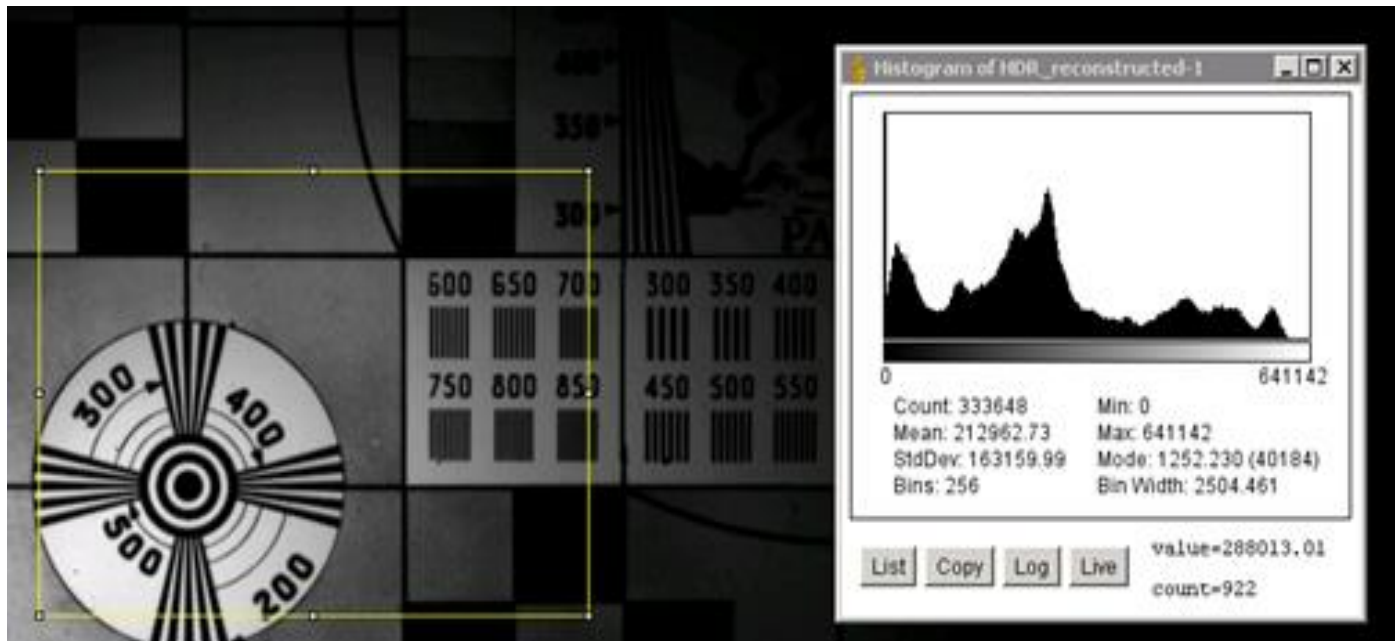 400
350
300
PA
600 650 700 300 350 400
750 800 850 450 500 550
300
400
500
200
Histogram of HDR_reconstructed-1
0 641142
Count: 333648 Min: 0
Mean: 212962.73 Max: 641142
StdDev: 163159.99 Mode: 1252.230 (40184)
Bins: 256 Bin Width: 2504.461
List Copy Log Live
value=288013.01
count=922